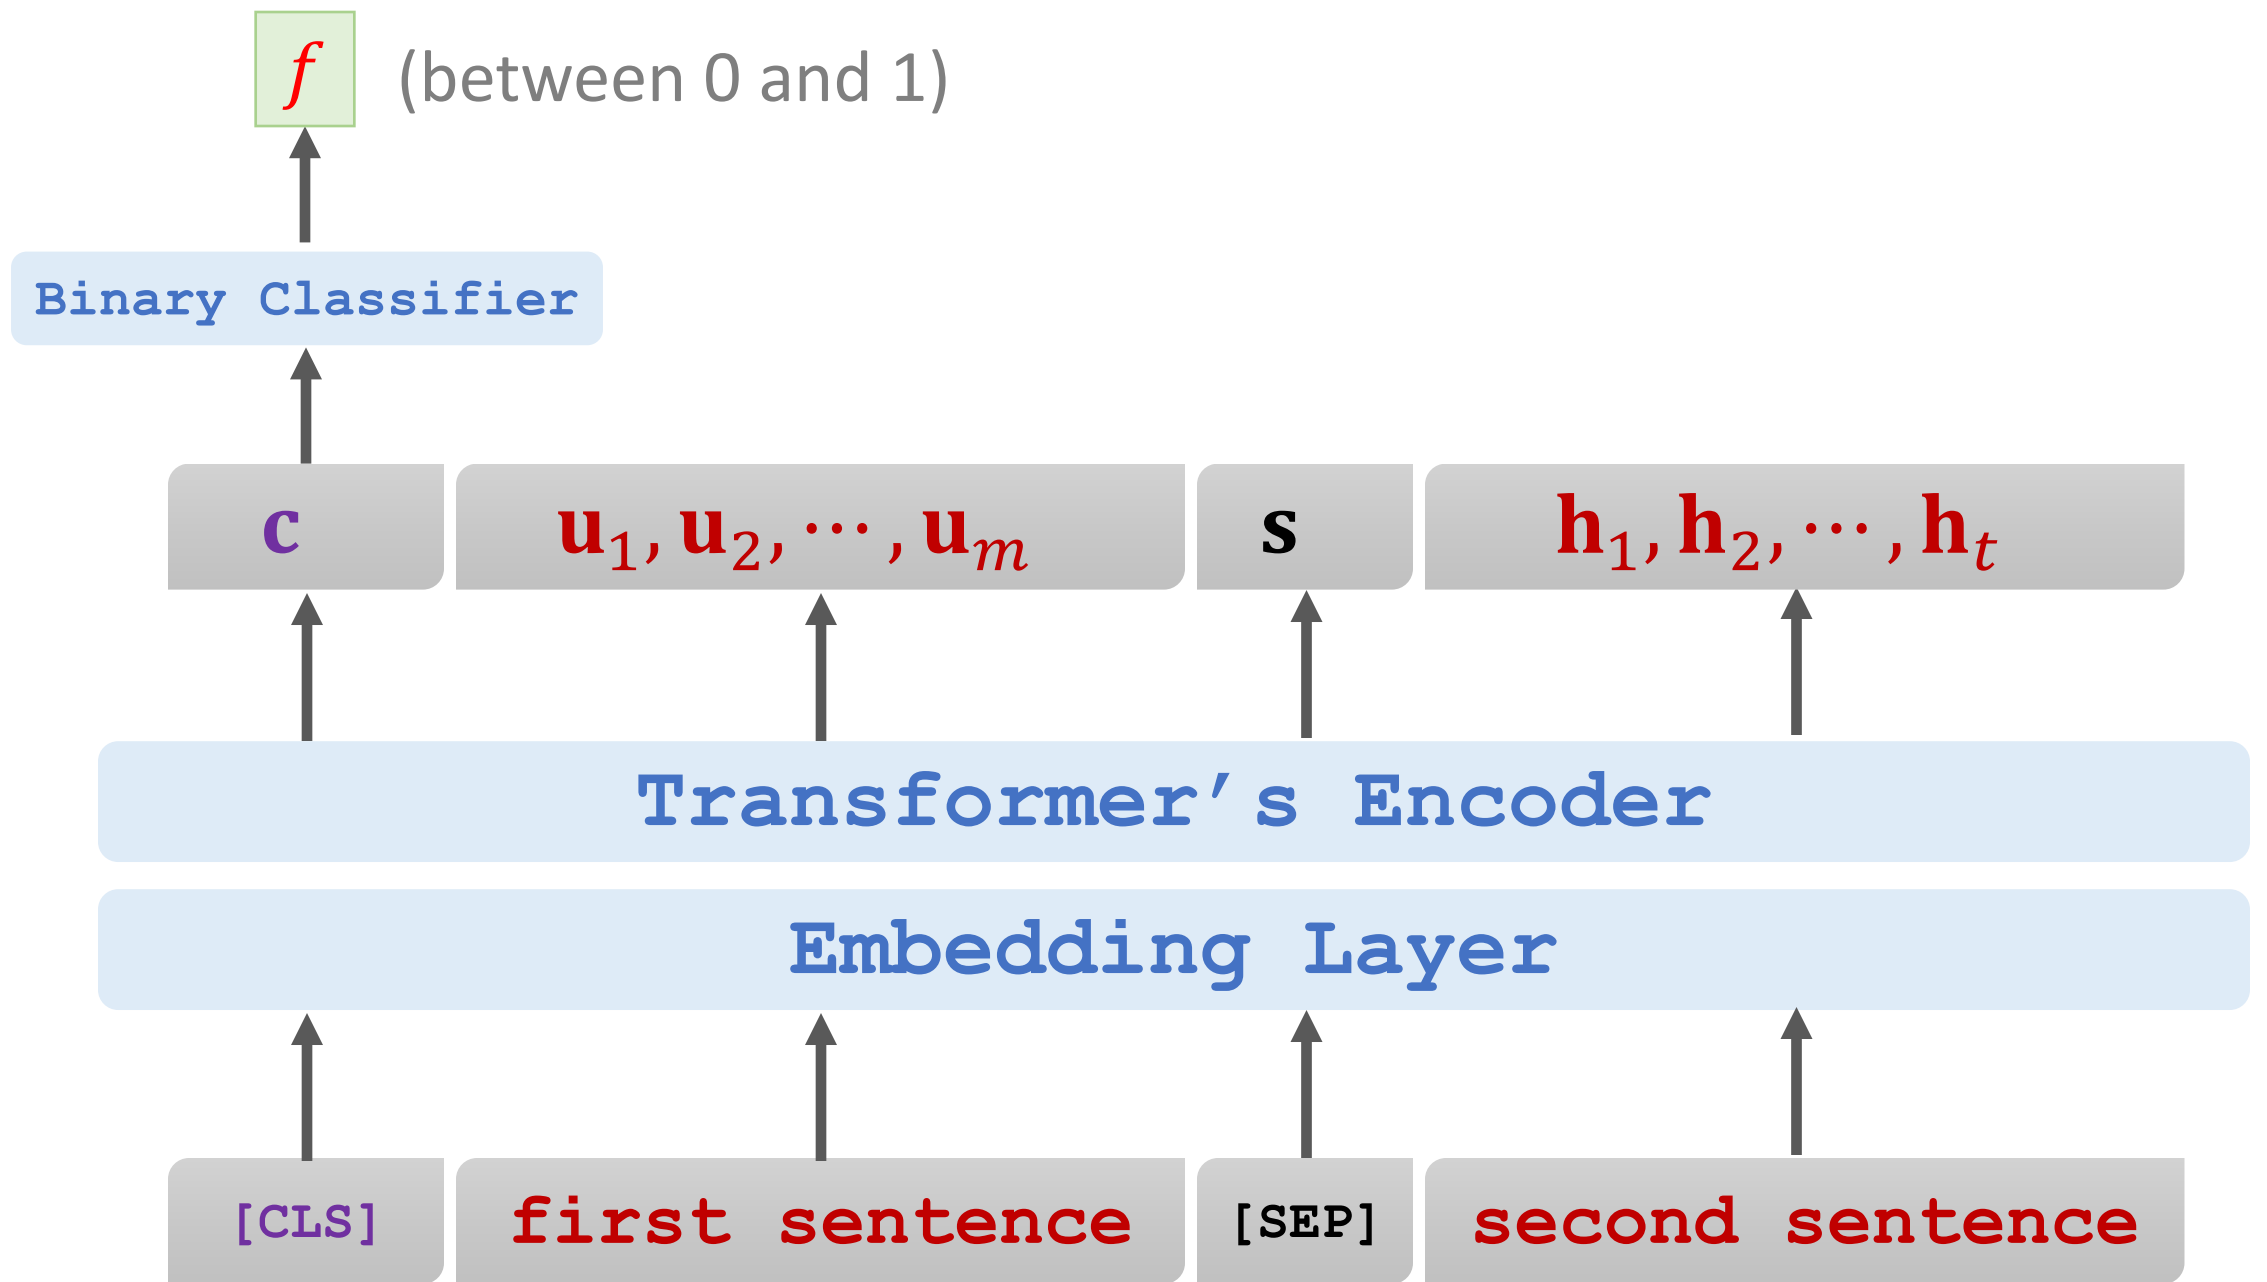 f (between 0 and 1)
Binary Classifier
c u₁, u₂, ⋯, uₘ s h₁, h₂, ⋯, hₜ
Transformer’s Encoder
Embedding Layer
[CLS] first sentence [SEP] second sentence